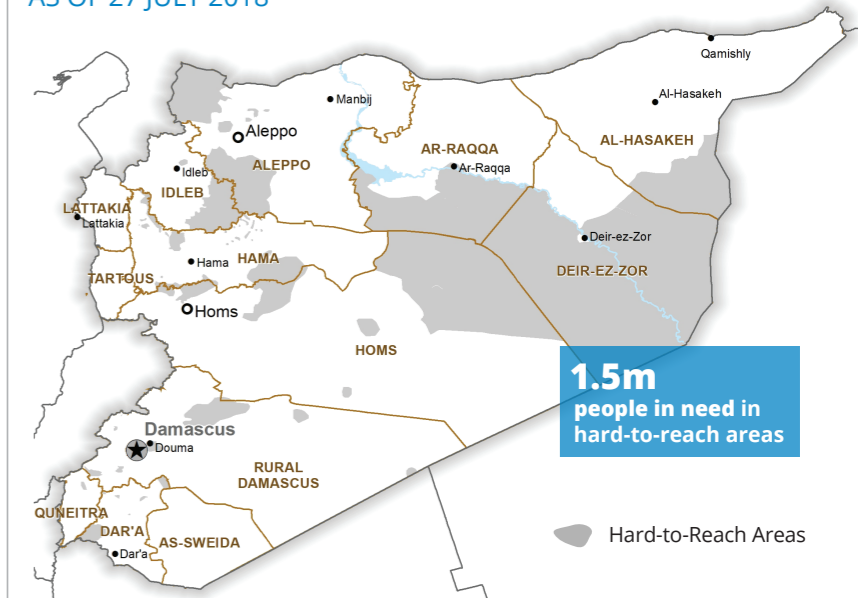 AS OF 27 JULY 2018
Qamishly
Al-Hasakeh
Manbij
Aleppo
AL-HASAKEH
AR-RAQQA
ALEPPO
Ar-Raqqa
Idleb
IDLEB
LATTAKIA
Lattakia
Deir-ez-Zor
HAMA
Hama
DEIR-EZ-ZOR
TARTOUS
Homs
HOMS
1.5m
people in need in
hard-to-reach areas
Damascus
Douma
RURAL
DAMASCUS
QUNEITRA
DAR'A
AS-SWEIDA
Dar'a
Hard-to-Reach Areas